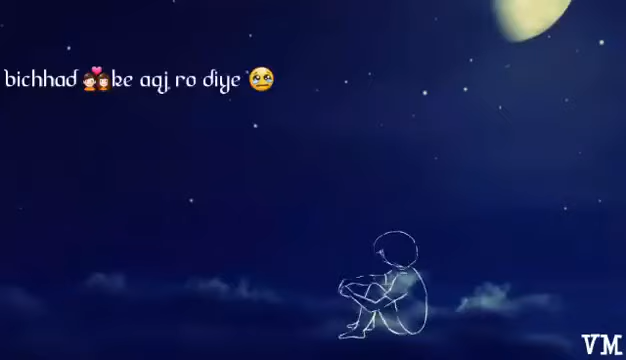 bichhad 💑ke aaj ro diye 😢
VM